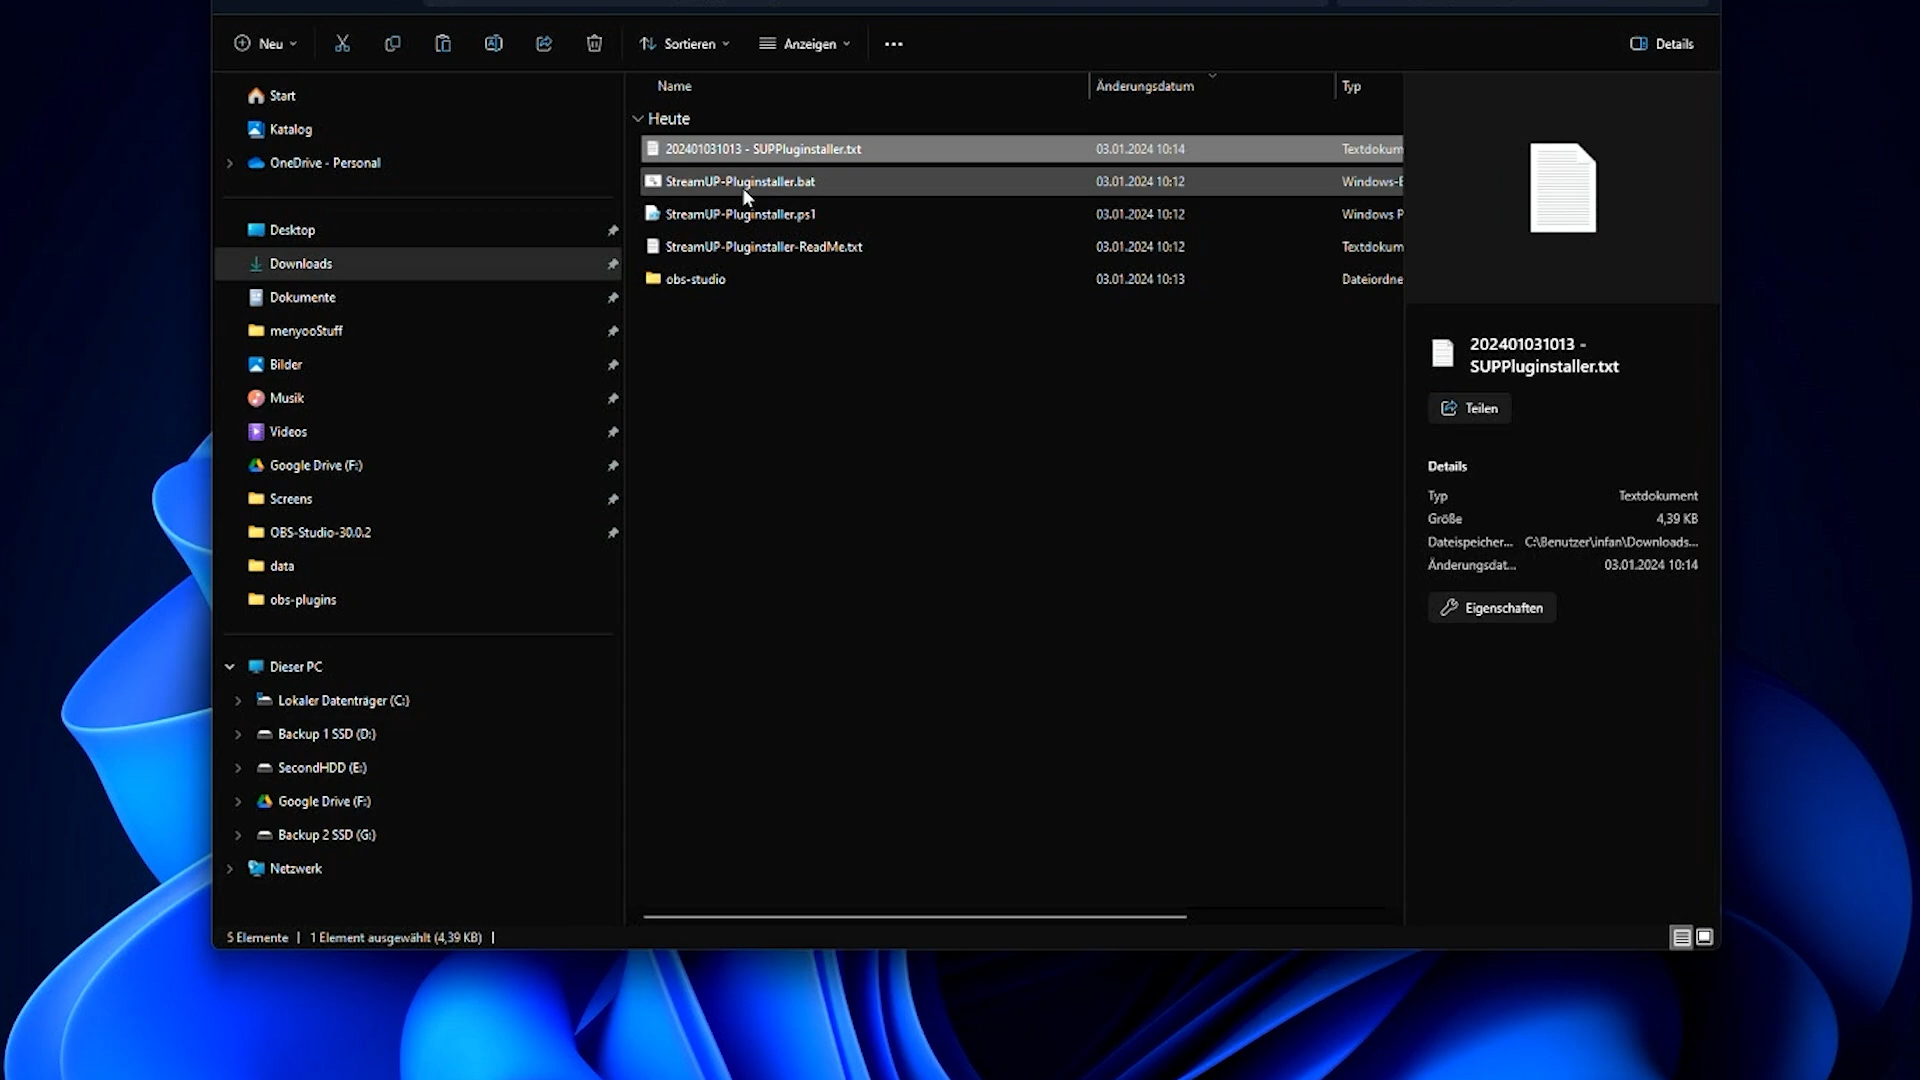 Neu
Sortieren
Anzeigen
Details
Start
Katalog
OneDrive - Personal
Desktop
Downloads
Dokumente
menyooStuff
Bilder
Musik
Videos
Google Drive (F:)
Screens
OBS-Studio-30.0.2
data
obs-plugins
Dieser PC
Lokaler Datenträger (C:)
Backup 1 SSD (D:)
SecondHDD (E:)
Google Drive (F:)
Backup 2 SSD (G:)
Netzwerk
Name Änderungsdatum Typ
Heute
202401031013 - SUPPluginstaller.txt 03.01.2024 10:14 Textdokum
StreamUP-Pluginstaller.bat 03.01.2024 10:12 Windows-B
StreamUP-Pluginstaller.ps1 03.01.2024 10:12 Windows P
StreamUP-Pluginstaller-ReadMe.txt 03.01.2024 10:12 Textdokum
obs-studio 03.01.2024 10:13 Dateiordne
202401031013 -
SUPPluginstaller.txt
Teilen
Details
Typ Textdokument
Größe 4,39 KB
Dateispeicher... C:\Benutzer\infan\Downloads...
Änderungsdat... 03.01.2024 10:14
Eigenschaften
5 Elemente | 1 Element ausgewählt (4,39 KB) |